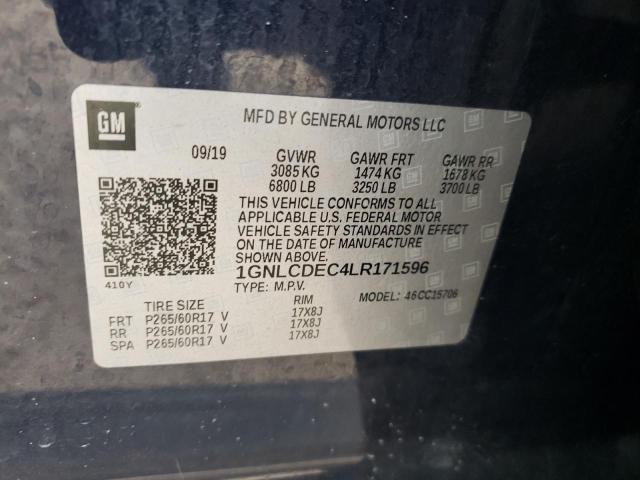 GM
MFD BY GENERAL MOTORS LLC
09/19 GVWR GAWR FRT GAWR RR
3085 KG 1474 KG 1678 KG
6800 LB 3250 LB 3700 LB
THIS VEHICLE CONFORMS TO ALL
APPLICABLE U.S. FEDERAL MOTOR
VEHICLE SAFETY STANDARDS IN EFFECT
ON THE DATE OF MANUFACTURE
SHOWN ABOVE.
1GNLCDEC4LR171596
410Y
TYPE: M.P.V. MODEL: 46CC15706
TIRE SIZE RIM
FRT P265/60R17 V 17X8J
RR P265/60R17 V 17X8J
SPA P265/60R17 V 17X8J